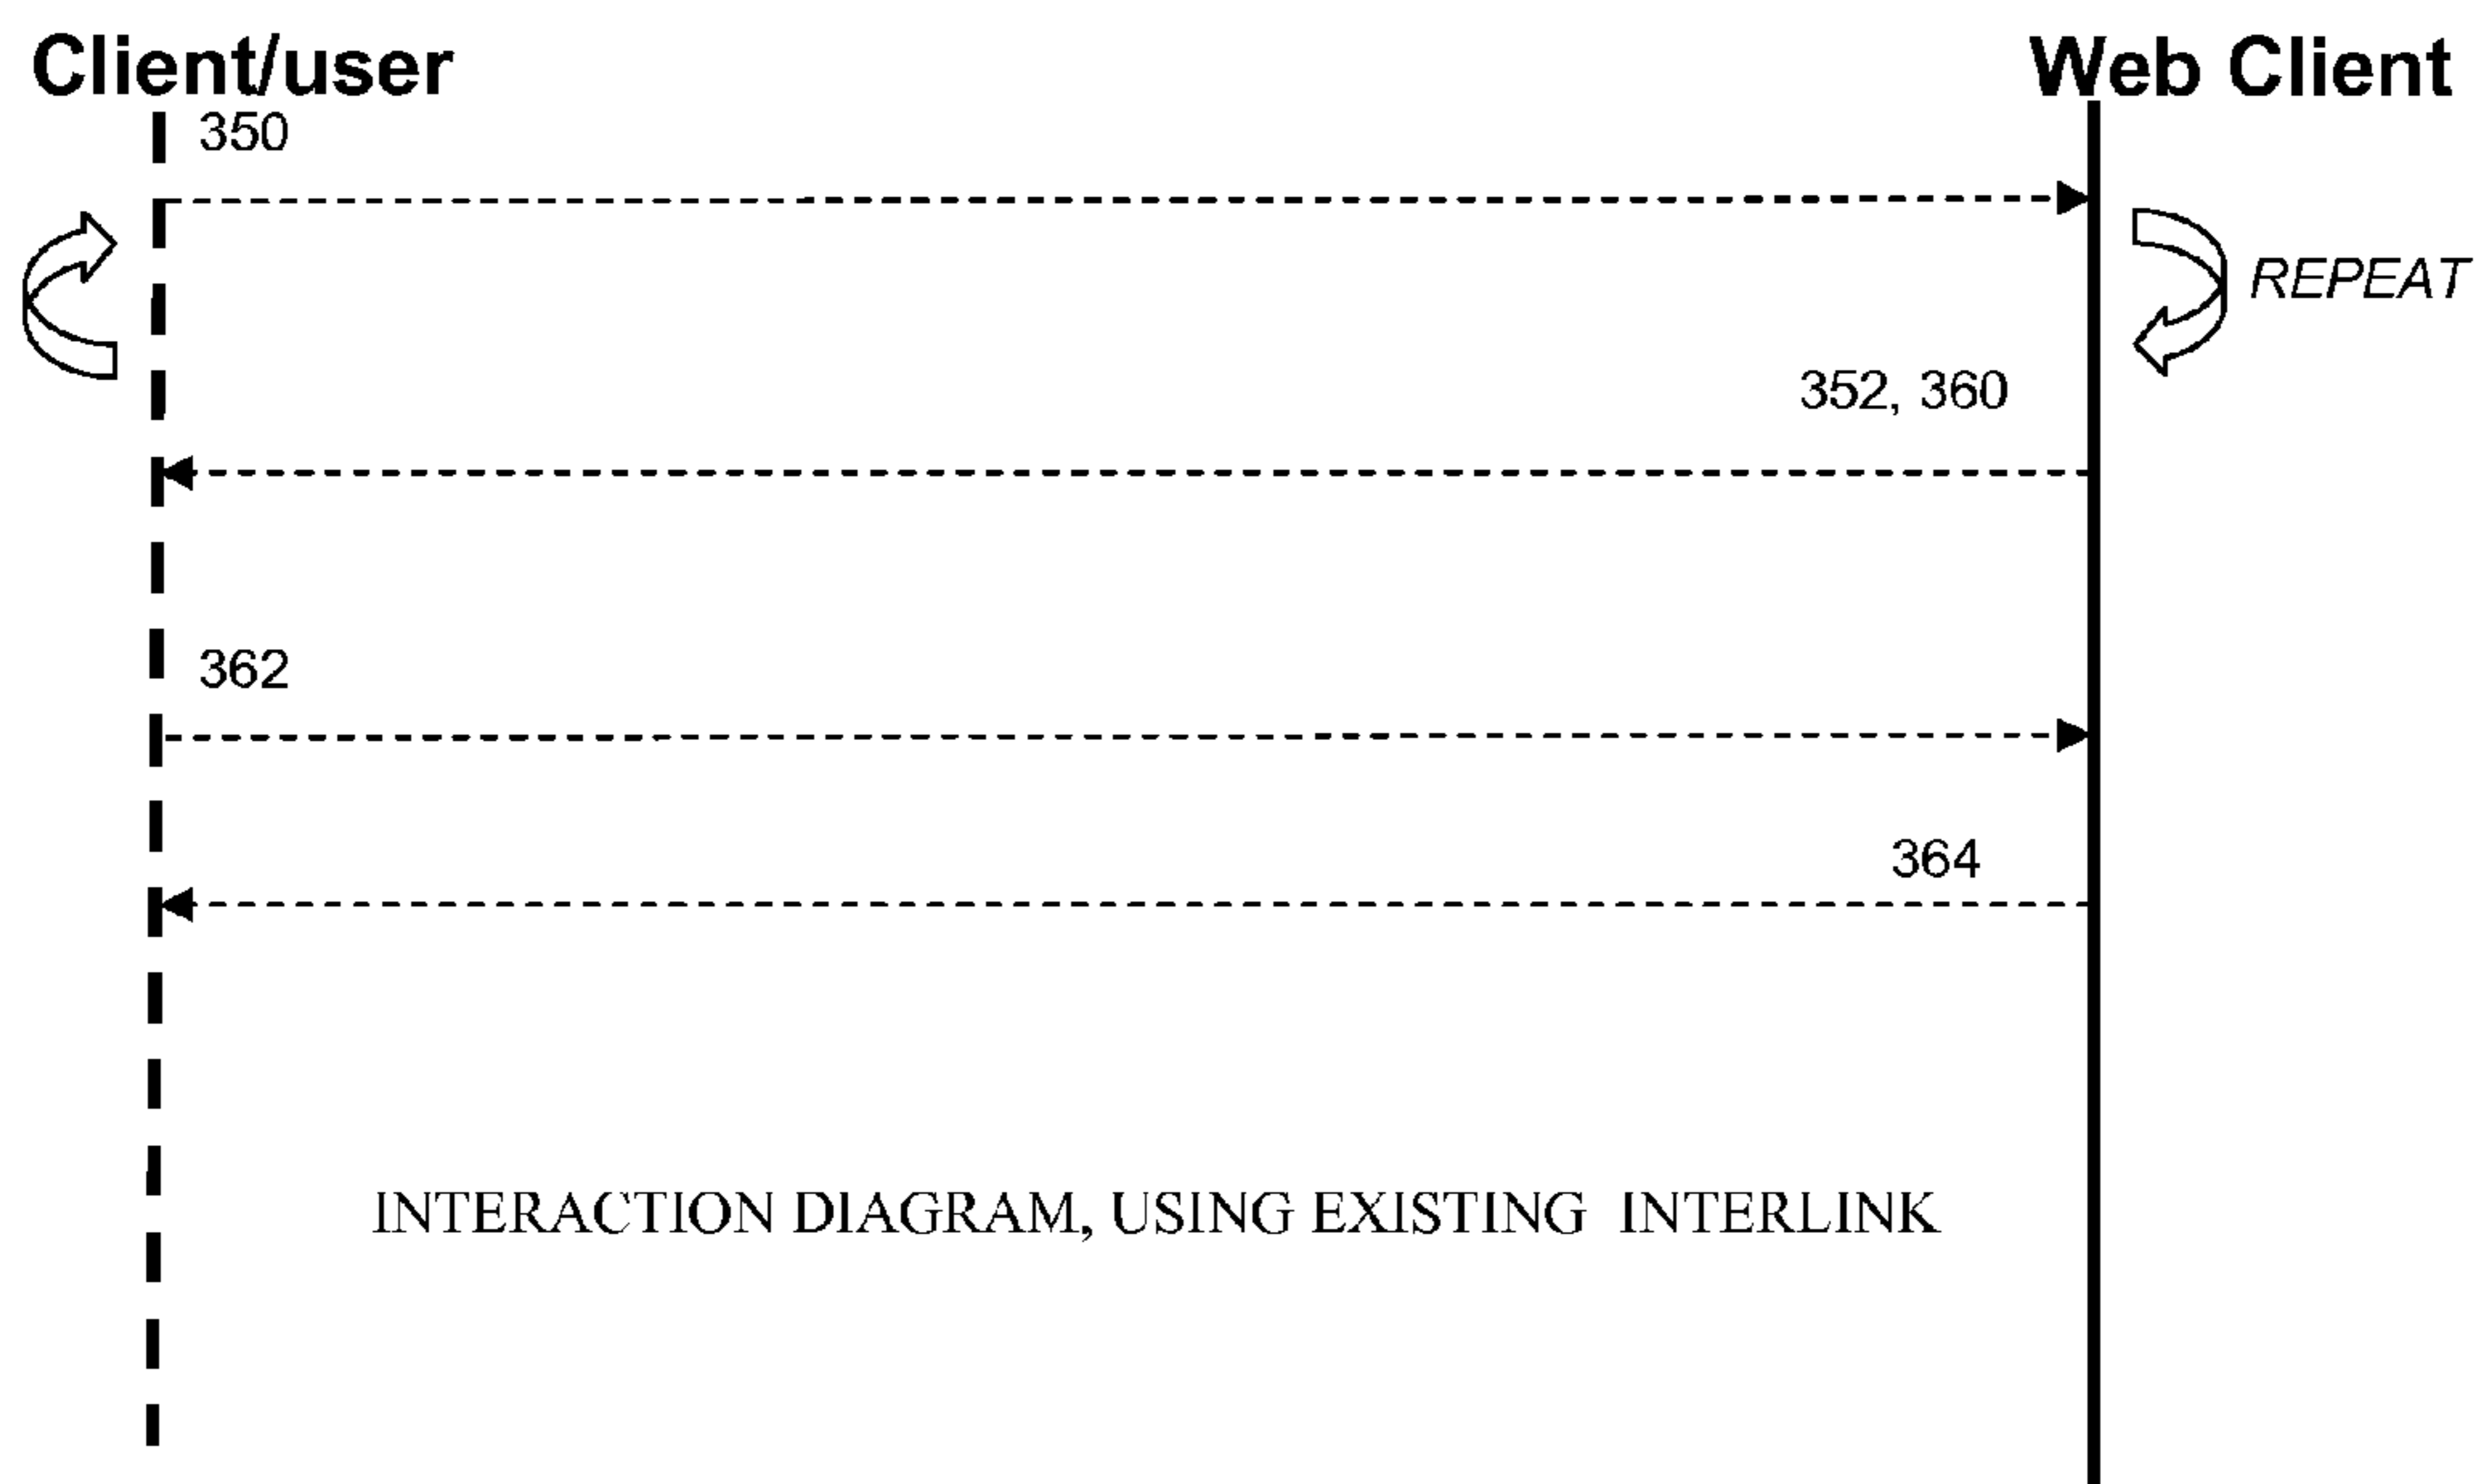 Client/user
Web Client
350
REPEAT
352, 360
362
364
INTERACTION DIAGRAM, USING EXISTING INTERLINK